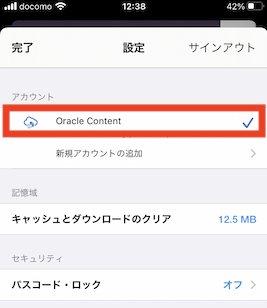 docomo 12:38 42%
完了 設定 サインアウト
アカウント
Oracle Content
新規アカウントの追加
記憶域
キャッシュとダウンロードのクリア 12.5 MB
セキュリティ
パスコード・ロック オフ